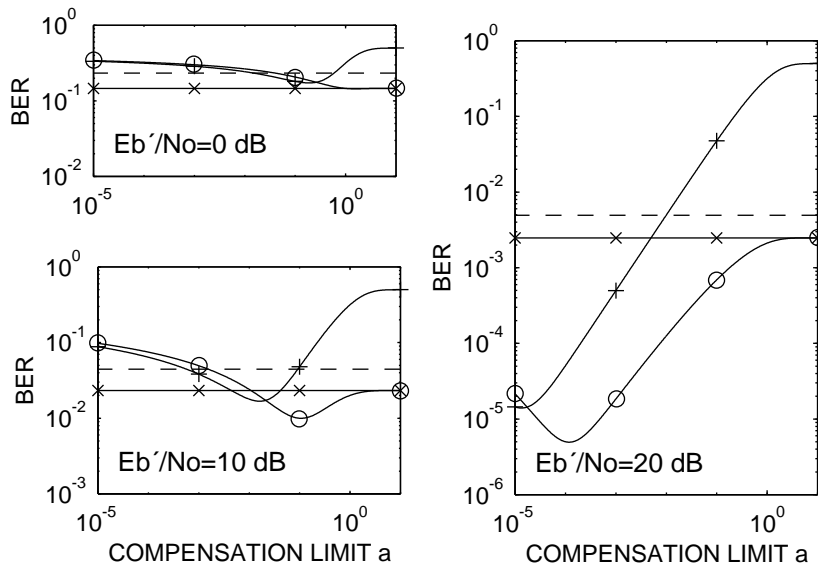 10^0
10^-1
10^-2
BER
Eb´/No=0 dB
10^-5
10^0
10^0
10^-1
10^-2
10^-3
BER
Eb´/No=10 dB
10^-5
10^0
COMPENSATION LIMIT a
10^0
10^-1
10^-2
10^-3
10^-4
10^-5
10^-6
BER
Eb´/No=20 dB
10^-5
10^0
COMPENSATION LIMIT a